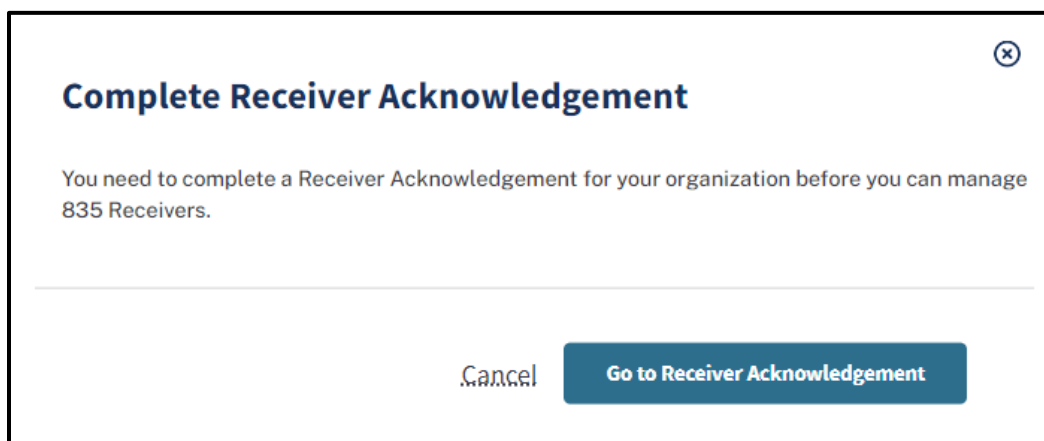 Complete Receiver Acknowledgement
You need to complete a Receiver Acknowledgement for your organization before you can manage
835 Receivers.
Cancel
Go to Receiver Acknowledgement